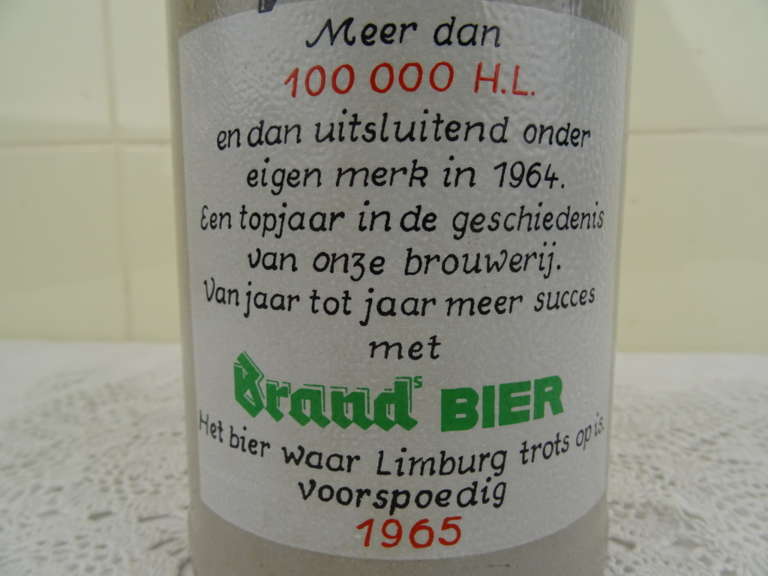 Meer dan
100 000 H.L.
en dan uitsluitend onder
eigen merk in 1964.
Een topjaar in de geschiedenis
van onze brouwerij.
Van jaar tot jaar meer succes
met
Brand's BIER
Het bier waar Limburg trots op is.
voorspoedig
1965